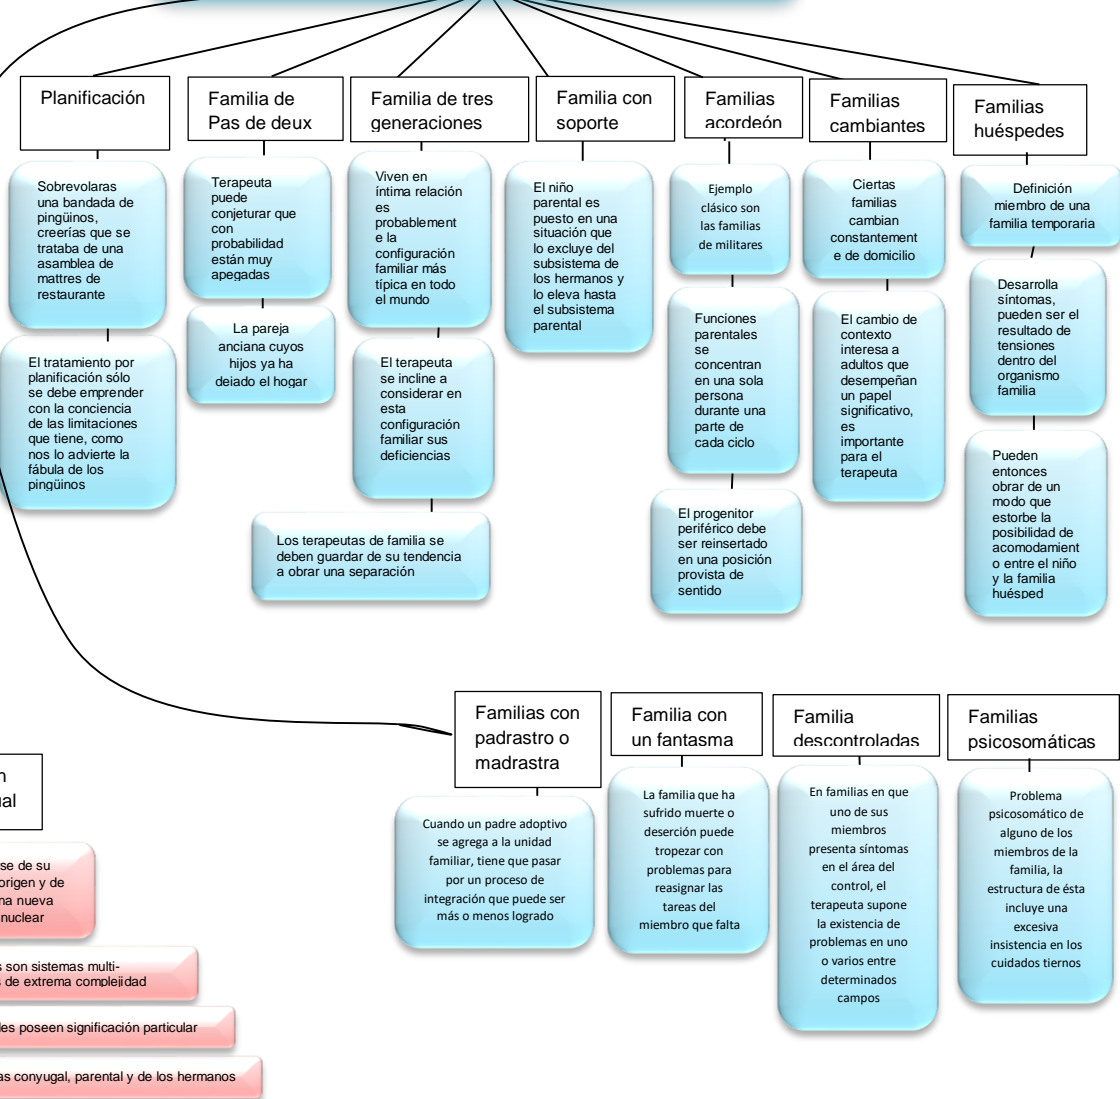 Planificación
Sobrevolaras
una bandada de
pingüinos,
creerías que se
trataba de una
asamblea de
mattres de
restaurante
El tratamiento por
planificación sólo
se debe emprender
con la conciencia
de las limitaciones
que tiene, como
nos lo advierte la
fábula de los
pingüinos
Familia de
Pas de deux
Terapeuta
puede
conjeturar que
con
probabilidad
están muy
apegadas
La pareja
anciana cuyos
hijos ya ha
dejado el hogar
Familia de tres
generaciones
Viven en
íntima relación
es
probablement
e la
configuración
familiar más
típica en todo
el mundo
El terapeuta
se incline a
considerar en
esta
configuración
familiar sus
deficiencias
Los terapeutas de familia se
deben guardar de su tendencia
a obrar una separación
Familia con
soporte
El niño
parental es
puesto en una
situación que
lo excluye del
subsistema de
los hermanos y
lo eleva hasta
el subsistema
parental
Familias
acordeón
Ejemplo
clásico son
las familias
de militares
Funciones
parentales
se
concentran
en una sola
persona
durante una
parte de
cada ciclo
El progenitor
periférico debe
ser reinsertado
en una posición
provista de
sentido
Familias
cambiantes
Ciertas
familias
cambian
constantement
e de domicilio
El cambio de
contexto
interesa a
adultos que
desempeñan
un papel
significativo,
es
importante
para el
terapeuta
Familias
huéspedes
Definición
miembro de una
familia temporaria
Desarrolla
síntomas,
pueden ser el
resultado de
tensiones
dentro del
organismo
familia
Pueden
entonces
obrar de un
modo que
estorbe la
posibilidad de
acomodamient
o entre el niño
y la familia
huésped
Familias con
padrastro o
madrastra
Cuando un padre adoptivo
se agrega a la unidad
familiar, tiene que pasar
por un proceso de
integración que puede ser
más o menos logrado
Familia con
un fantasma
La familia que ha
sufrido muerte o
deserción puede
tropezar con
problemas para
reasignar las
tareas del
miembro que falta
Familia
descontroladas
En familias en que
uno de sus
miembros
presenta síntomas
en el área del
control, el
terapeuta supone
la existencia de
problemas en uno
o varios entre
determinados
campos
Familias
psicosomáticas
Problema
psicosomático de
alguno de los
miembros de la
familia, la
estructura de ésta
incluye una
excesiva
insistencia en los
cuidados tiernos
se de su
origen y de
nueva
nuclear
son sistemas multi-
de extrema complejidad
poseen significación particular
conyugal, parental y de los hermanos